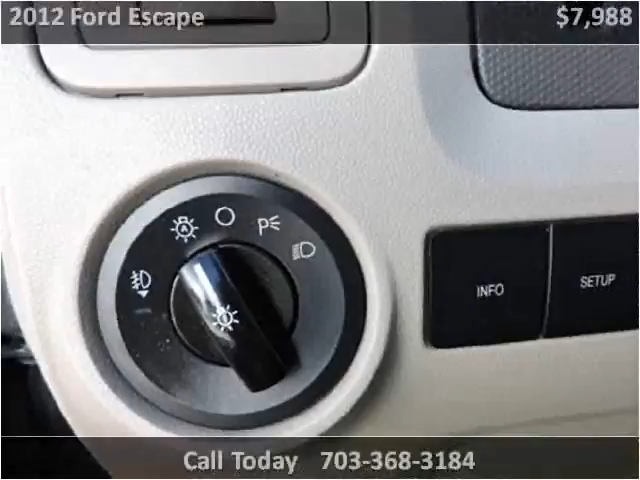 2012 Ford Escape $7,988
A
P
INFO SETUP
Call Today 703-368-3184